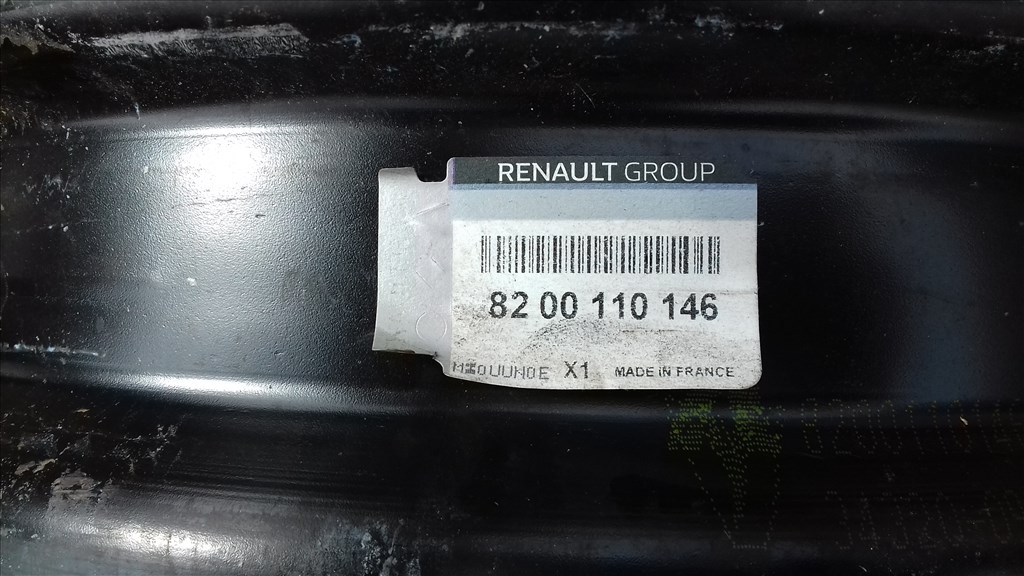 RENAULT GROUP
82 00 110 146
X1 MADE IN FRANCE